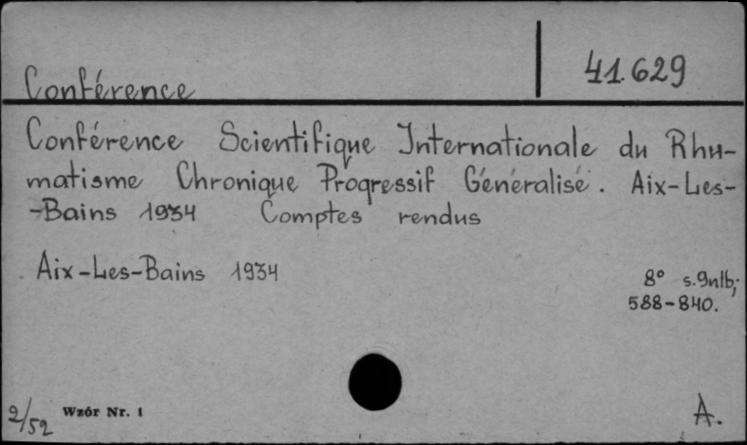 41.629
Conférence
Conférence Scientifique Internationale du Rhu-
matisme Chronique Progressif Généralisé. Aix-Les-
-Bains 1934 Comptes rendus
Aix-Les-Bains 1934
8° s.9nlb;
588-840.
2/52 Wzór Nr. 1
A.